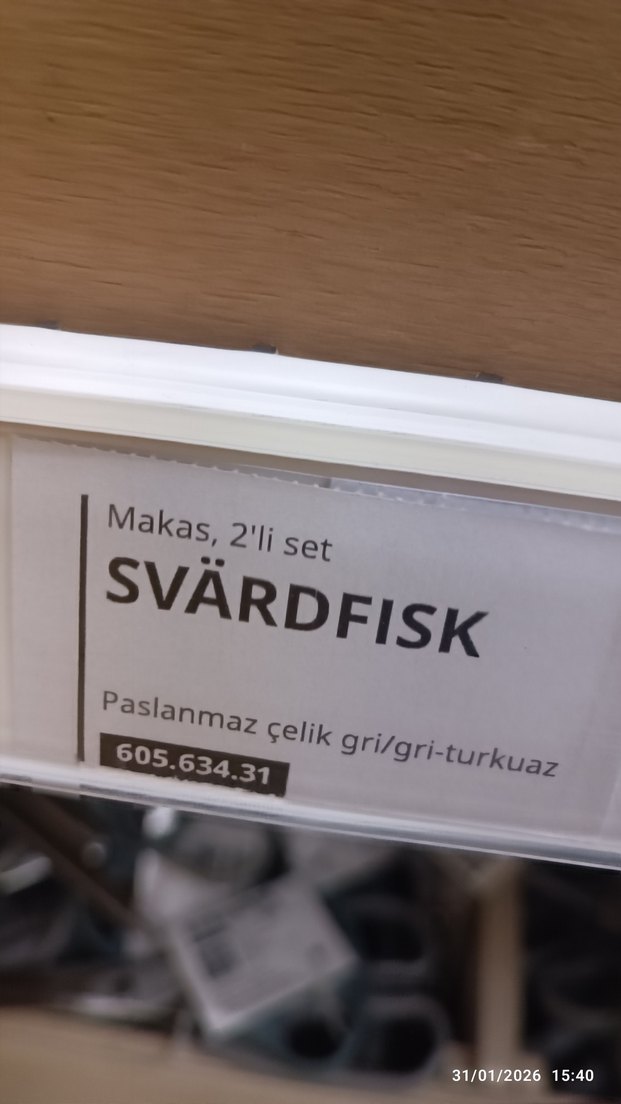 Makas, 2'li set
SVÄRDFISK
Paslanmaz çelik gri/gri-turkuaz
605.634.31
31/01/2026 15:40